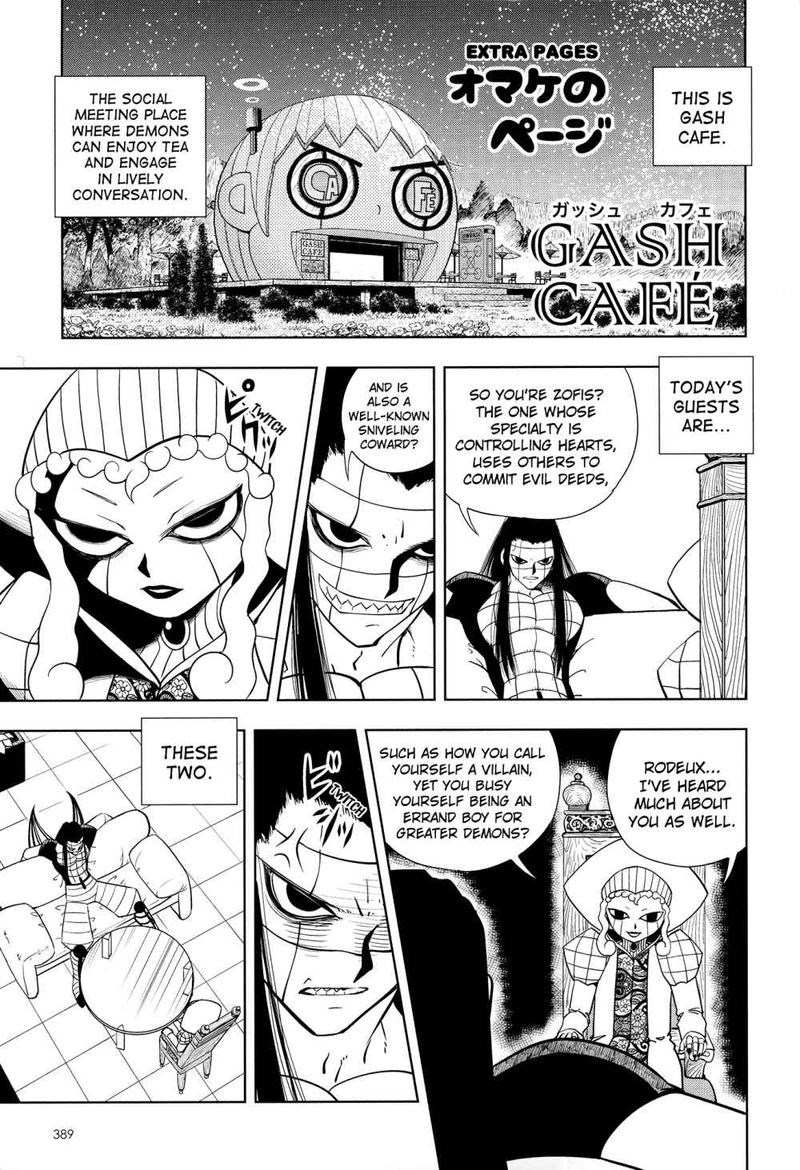 EXTRA PAGES
オマケの
ページ
THIS IS
GASH
CAFE.
THE SOCIAL
MEETING PLACE
WHERE DEMONS
CAN ENJOY TEA
AND ENGAGE
IN LIVELY
CONVERSATION.
CA
FÉ
GASH
CAFÉ
ガッシュ カフェ
GASH
CAFÉ
TODAY'S
GUESTS
ARE...
SO YOU'RE ZOFIS?
THE ONE WHOSE
SPECIALTY IS
CONTROLLING HEARTS,
USES OTHERS TO
COMMIT EVIL DEEDS,
AND IS
ALSO A
WELL-KNOWN
SNIVELING
COWARD?
ピク
TWITCH
RODEUX...
I'VE HEARD
MUCH ABOUT
YOU AS WELL.
SUCH AS HOW YOU CALL
YOURSELF A VILLAIN,
YET YOU BUSY
YOURSELF BEING AN
ERRAND BOY FOR
GREATER DEMONS?
TWITCH
THESE
TWO.
389